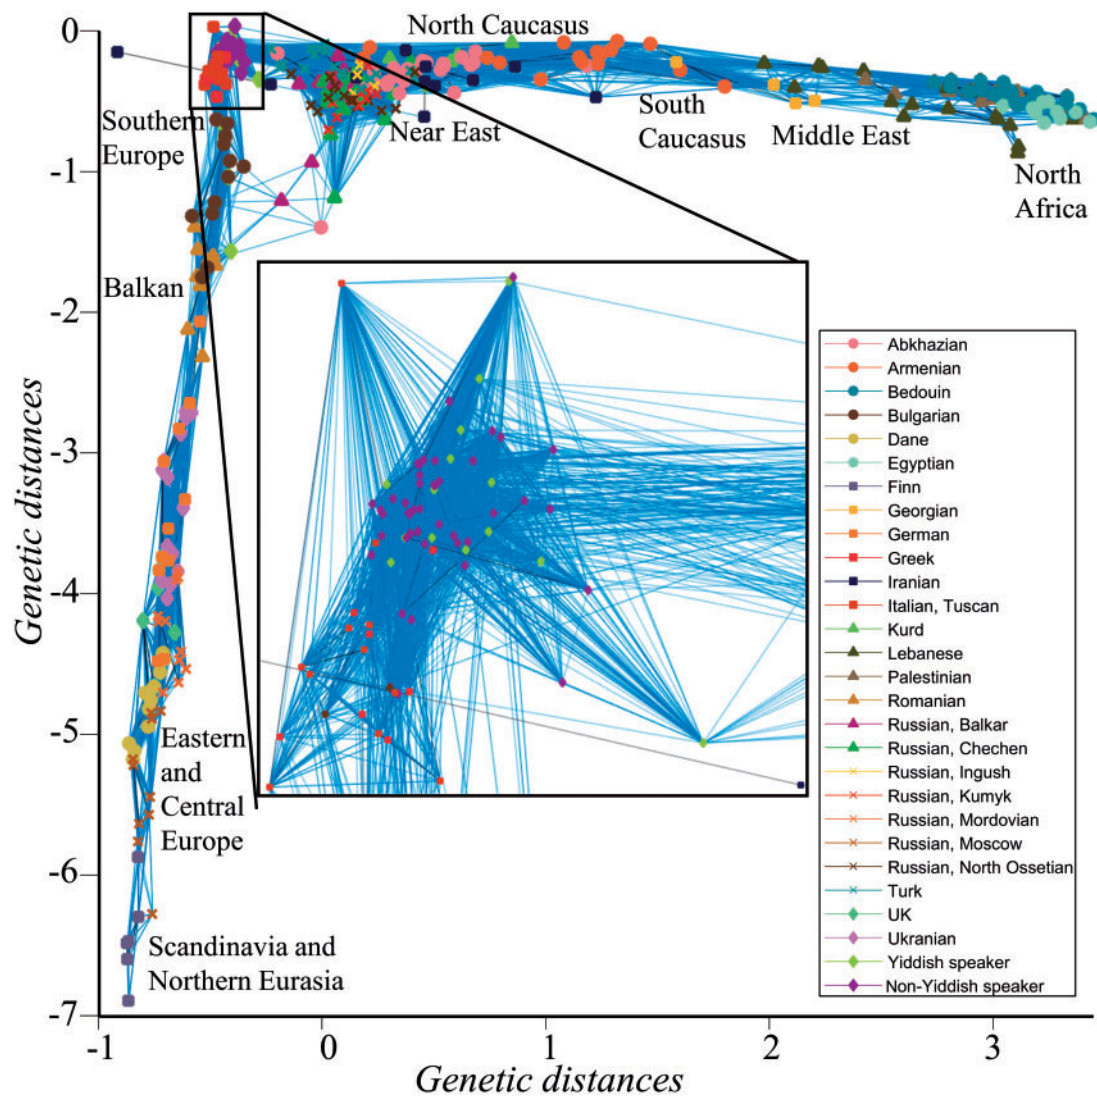 0
-1
-2
-3
-4
-5
-6
-7
-1
0
1
2
3
Genetic distances
Genetic distances
North Caucasus
Southern
Europe
Near East
South
Caucasus
Middle East
North
Africa
Balkan
Eastern
and
Central
Europe
Scandinavia and
Northern Eurasia
Abkhazian
Armenian
Bedouin
Bulgarian
Dane
Egyptian
Finn
Georgian
German
Greek
Iranian
Italian, Tuscan
Kurd
Lebanese
Palestinian
Romanian
Russian, Balkar
Russian, Chechen
Russian, Ingush
Russian, Kumyk
Russian, Mordovian
Russian, Moscow
Russian, North Ossetian
Turk
UK
Ukranian
Yiddish speaker
Non-Yiddish speaker